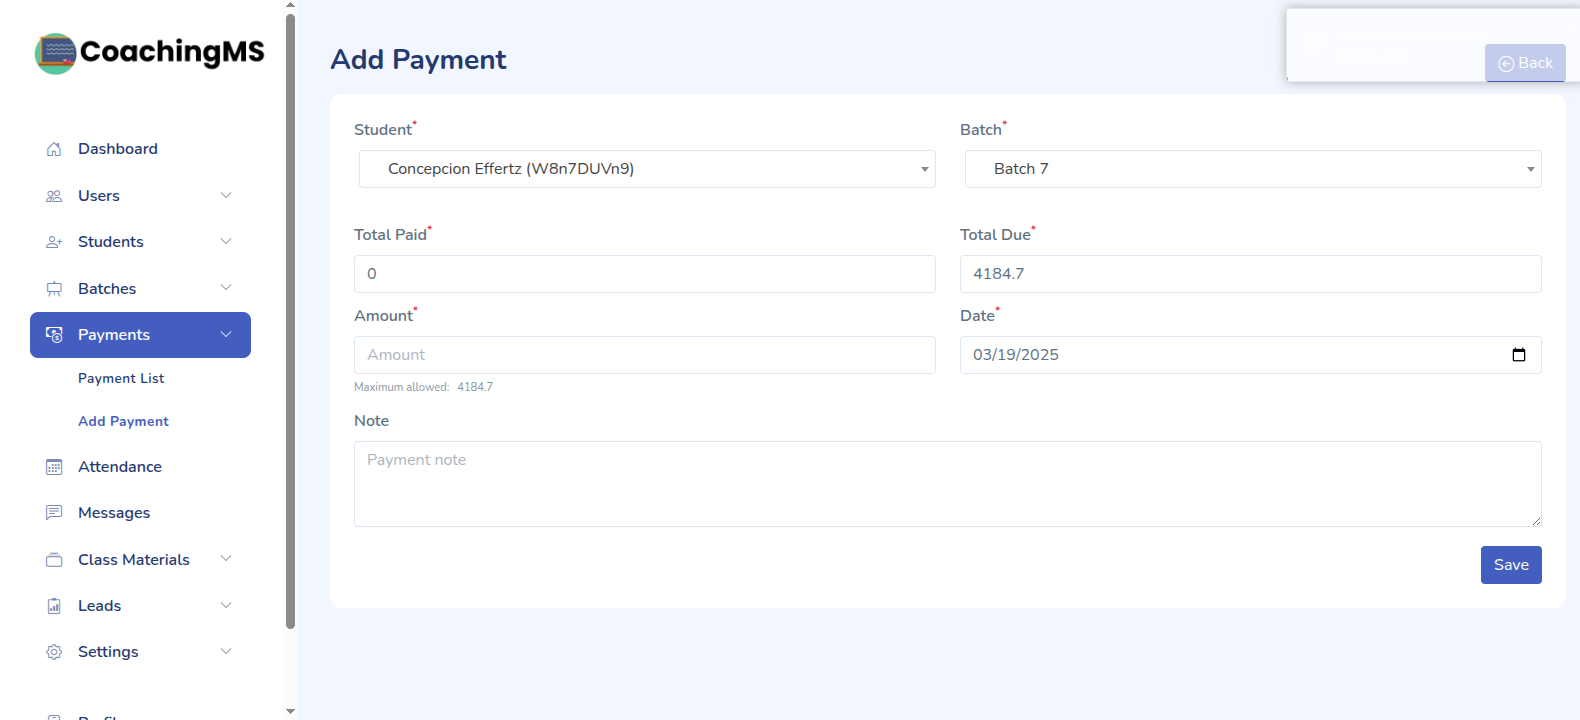 CoachingMS
Dashboard
Users
Students
Batches
Payments
Payment List
Add Payment
Attendance
Messages
Class Materials
Leads
Settings
Add Payment
Back
Student*
Batch*
Concepcion Effertz (W8n7DUVn9)
Batch 7
Total Paid*
Total Due*
0
4184.7
Amount*
Date*
Amount
03/19/2025
Maximum allowed: 4184.7
Note
Payment note
Save